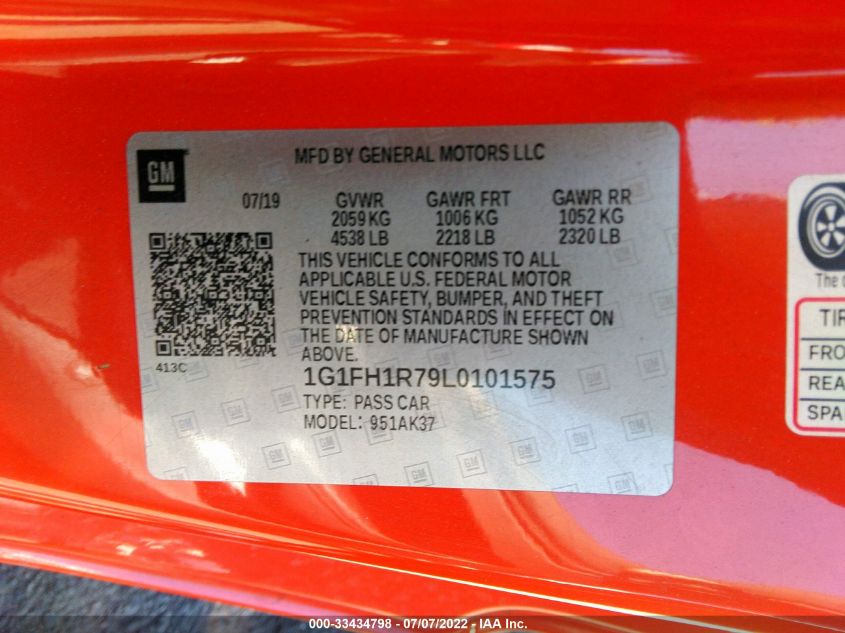 GM
MFD BY GENERAL MOTORS LLC
07/19 GVWR GAWR FRT GAWR RR
2059 KG 1006 KG 1052 KG
4538 LB 2218 LB 2320 LB
THIS VEHICLE CONFORMS TO ALL
APPLICABLE U.S. FEDERAL MOTOR
VEHICLE SAFETY, BUMPER, AND THEFT
PREVENTION STANDARDS IN EFFECT ON
THE DATE OF MANUFACTURE SHOWN
ABOVE.
413C
1G1FH1R79L0101575
TYPE: PASS CAR
MODEL: 951AK37
The
TIR
FRO
REA
SPA
000-33434798 - 07/07/2022 - IAA Inc.